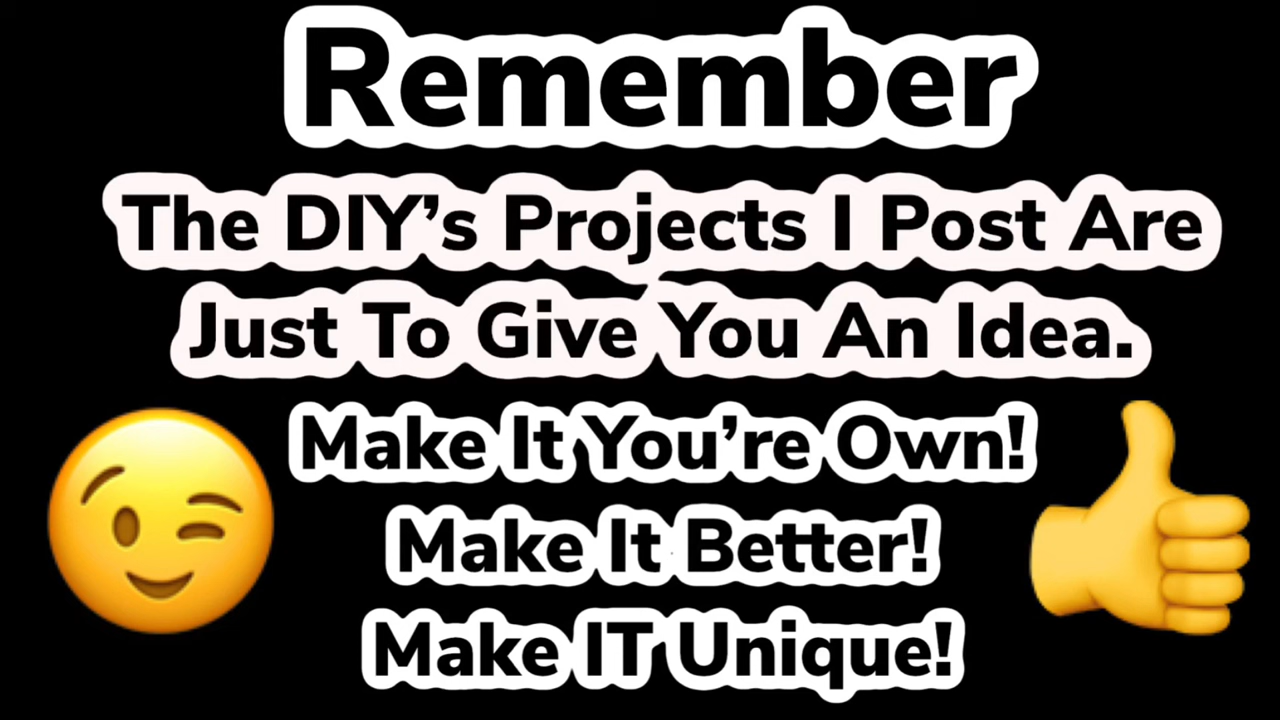 Remember
The DIY’s Projects I Post Are
Just To Give You An Idea.
Make It You’re Own!
Make It Better!
Make IT Unique!